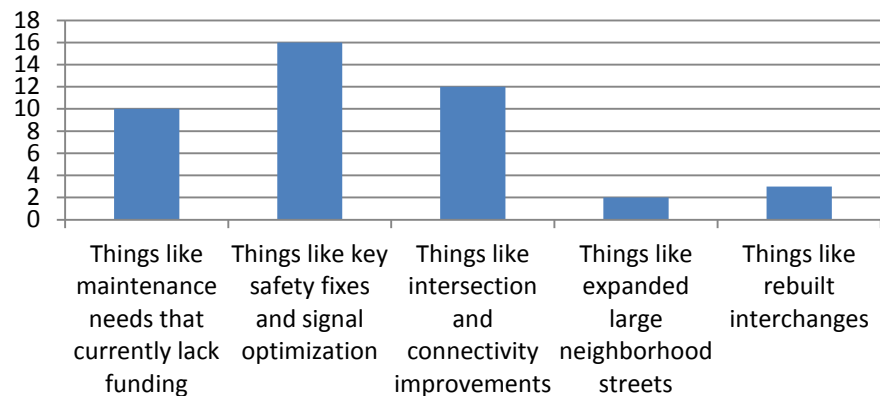 18
16
14
12
10
8
6
4
2
0
Things like
maintenance
needs that
currently lack
funding
Things like key
safety fixes
and signal
optimization
Things like
intersection
and
connectivity
improvements
Things like
expanded
large
neighborhood
streets
Things like
rebuilt
interchanges